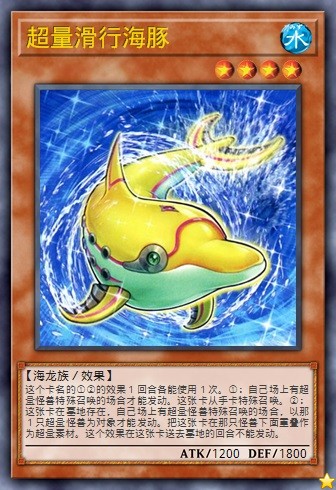 超量滑行海豚
水
【海龙族／效果】
这个卡名的①②的效果1回合各能使用1次。①：自己场上有超
量怪兽特殊召唤的场合才能发动。这张卡从手卡特殊召唤。②：
这张卡在墓地存在，自己场上有超量怪兽特殊召唤的场合，以那
1只超量怪兽为对象才能发动。把这张卡在那只怪兽下面重叠作
为超量素材。这个效果在这张卡送去墓地的回合不能发动。
ATK/1200 DEF/1800